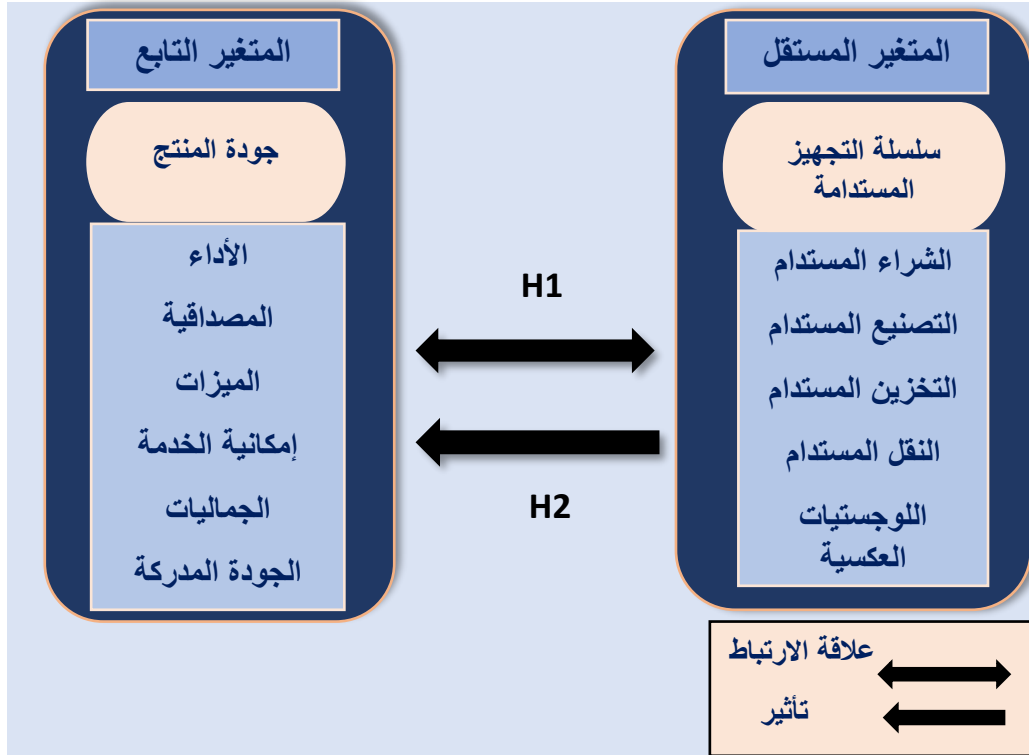 المتغير المستقل
سلسلة التجهيز
المستدامة
الشراء المستدام
التصنيع المستدام
التخزين المستدام
النقل المستدام
اللوجستيات
العكسية
H1
H2
المتغير التابع
جودة المنتج
الأداء
المصداقية
الميزات
إمكانية الخدمة
الجماليات
الجودة المدركة
علاقة الارتباط
تأثير